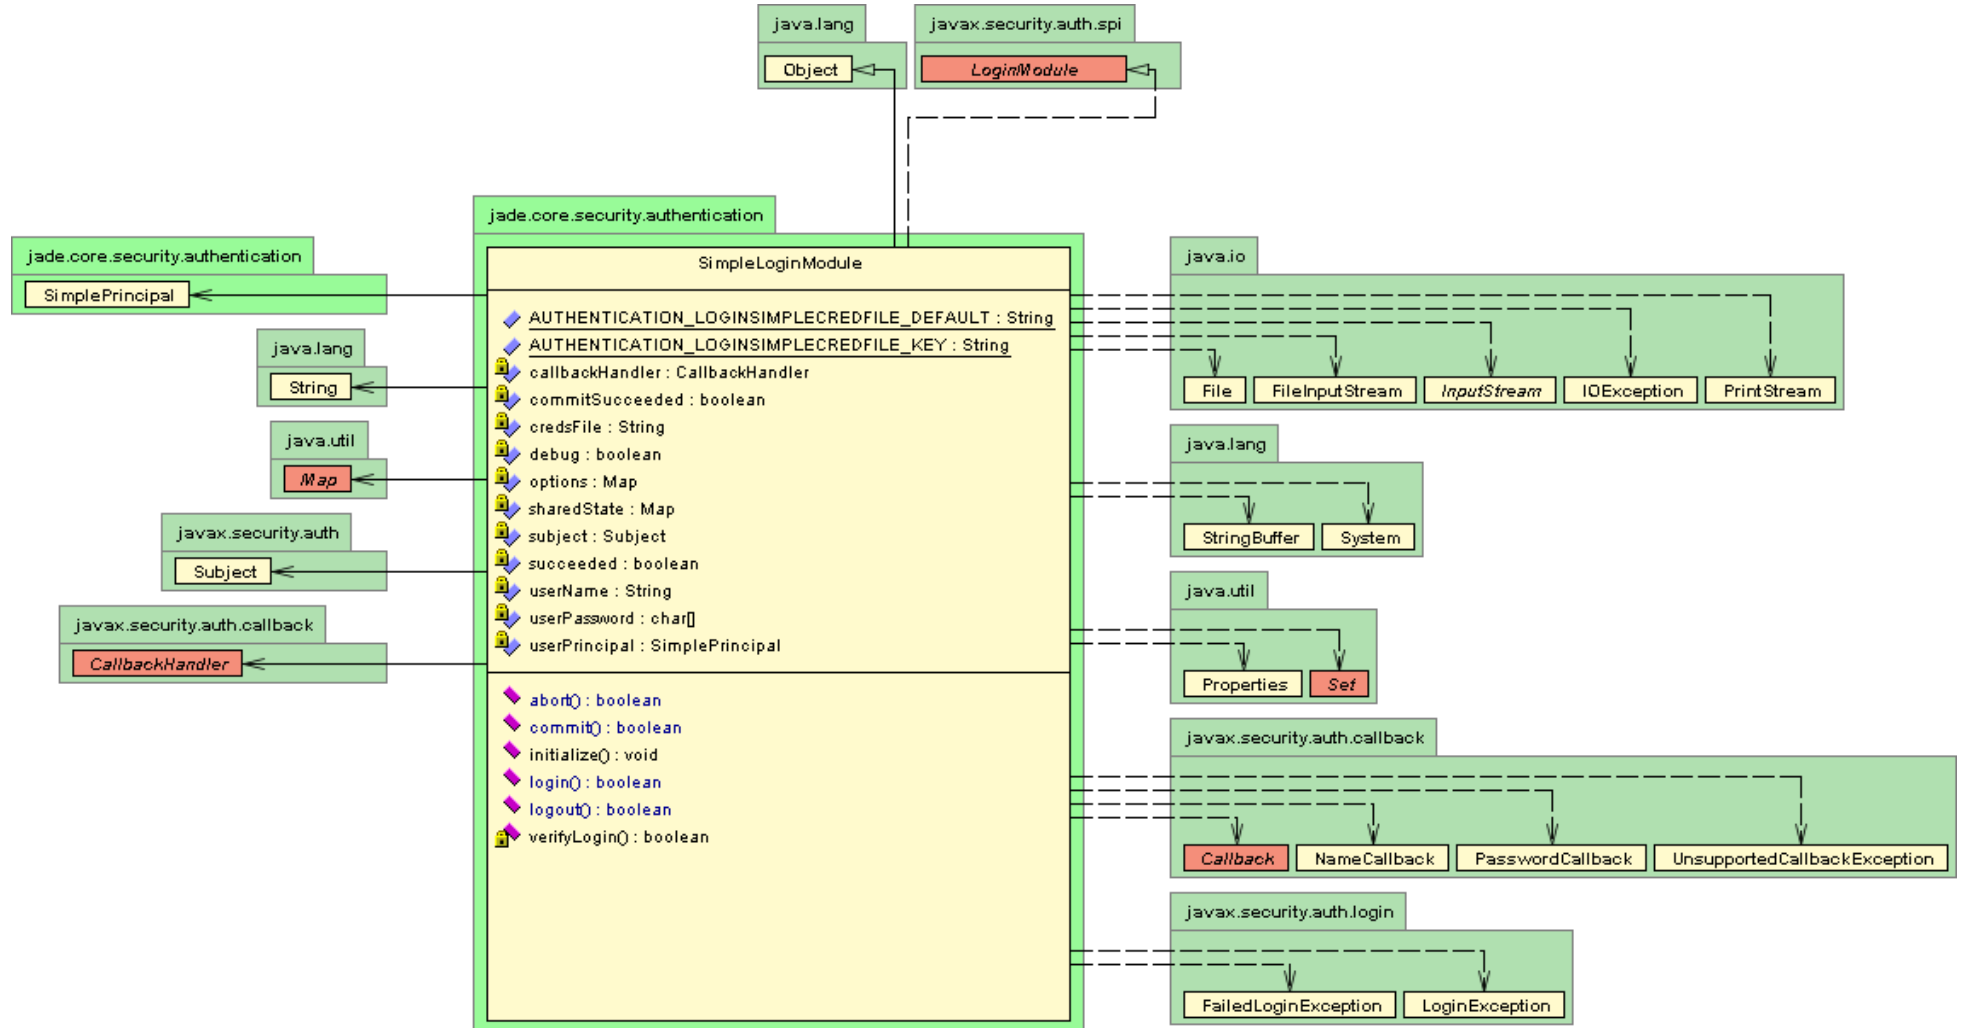 java.lang
Object
javax.security.auth.spi
LoginModule
jade.core.security.authentication
SimplePrincipal
java.lang
String
java.util
Map
javax.security.auth
Subject
javax.security.auth.callback
CallbackHandler
jade.core.security.authentication
SimpleLoginModule
AUTHENTICATION_LOGINSIMPLECREDFILE_DEFAULT : String
AUTHENTICATION_LOGINSIMPLECREDFILE_KEY : String
callbackHandler : CallbackHandler
commitSucceeded : boolean
credsFile : String
debug : boolean
options : Map
sharedState : Map
subject : Subject
succeeded : boolean
userName : String
userPassword : char[]
userPrincipal : SimplePrincipal
abort() : boolean
commit() : boolean
initialize() : void
login() : boolean
logout() : boolean
verifyLogin() : boolean
java.io
File
FileInputStream
InputStream
IOException
PrintStream
java.lang
StringBuffer
System
java.util
Properties
Set
javax.security.auth.callback
Callback
NameCallback
PasswordCallback
UnsupportedCallbackException
javax.security.auth.login
FailedLoginException
LoginException